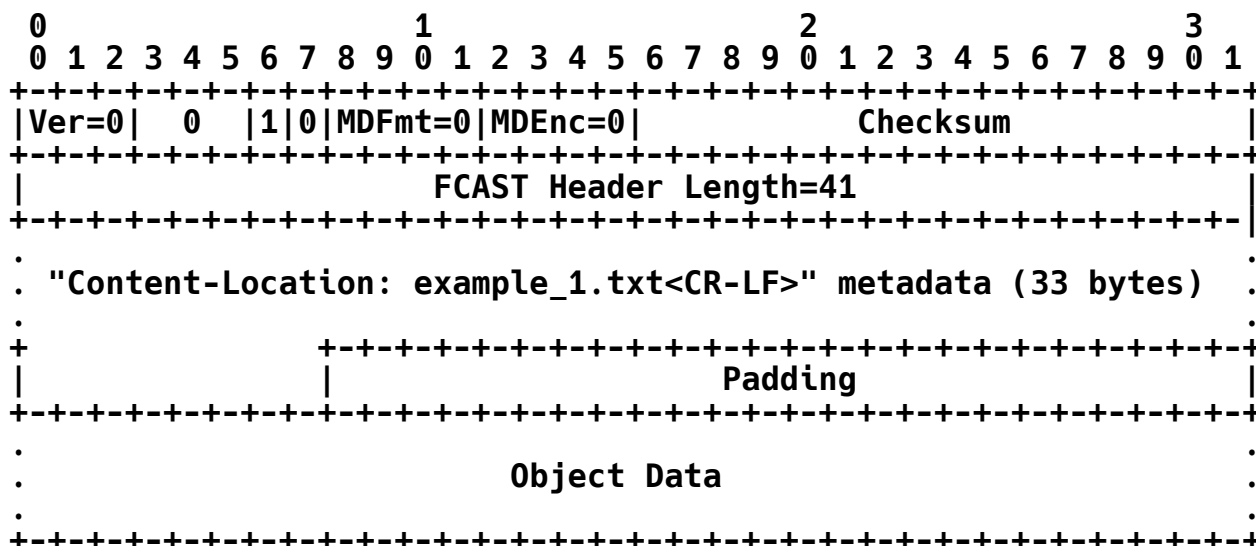 0                   1                   2                   3
 0 1 2 3 4 5 6 7 8 9 0 1 2 3 4 5 6 7 8 9 0 1 2 3 4 5 6 7 8 9 0 1
+-+-+-+-+-+-+-+-+-+-+-+-+-+-+-+-+-+-+-+-+-+-+-+-+-+-+-+-+-+-+-+-+
|Ver=0|  0  |1|0|MDFmt=0|MDEnc=0|           Checksum            |
+-+-+-+-+-+-+-+-+-+-+-+-+-+-+-+-+-+-+-+-+-+-+-+-+-+-+-+-+-+-+-+-+
|                     FCAST Header Length=41                    |
+-+-+-+-+-+-+-+-+-+-+-+-+-+-+-+-+-+-+-+-+-+-+-+-+-+-+-+-+-+-+-+-|
.                                                               .
. "Content-Location: example_1.txt<CR-LF>" metadata (33 bytes)  .
.                                                               .
+               +-+-+-+-+-+-+-+-+-+-+-+-+-+-+-+-+-+-+-+-+-+-+-+-+
|               |                    Padding                    |
+-+-+-+-+-+-+-+-+-+-+-+-+-+-+-+-+-+-+-+-+-+-+-+-+-+-+-+-+-+-+-+-+
.                                                               .
.                         Object Data                           .
.                                                               .
+-+-+-+-+-+-+-+-+-+-+-+-+-+-+-+-+-+-+-+-+-+-+-+-+-+-+-+-+-+-+-+-+